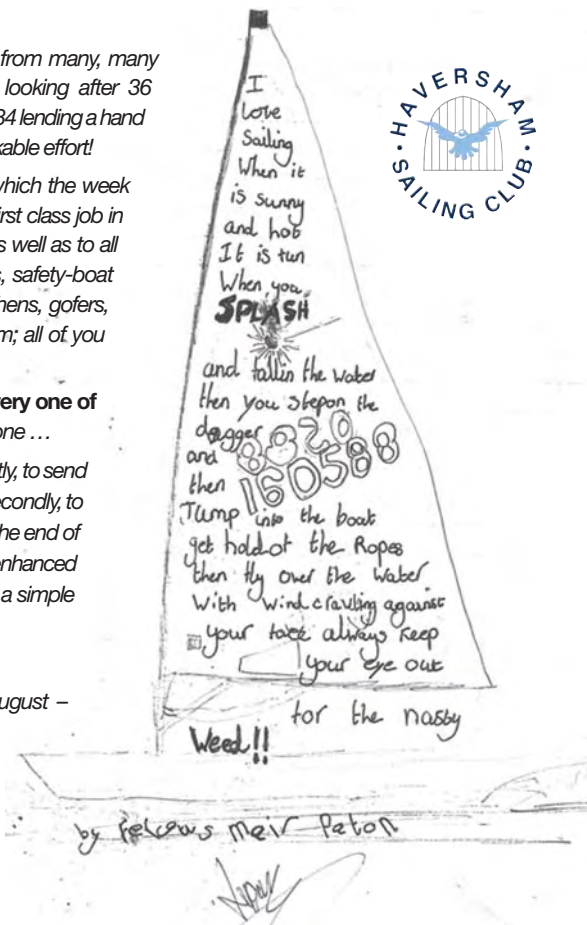 from many, many
looking after 36
34 lending a hand
kable effort!
which the week
irst class job in
s well as to all
s, safety-boat
hens, gofers,
m; all of you
very one of
one …
tly, to send
econdly, to
he end of
enhanced
a simple
ugust –
HAVERSHAM
SAILING CLUB
I
love
Sailing
When it
is sunny
and hot
It is fun
When you
SPLASH
and fall in the water
then you step on the
dagger
and
8820
then
160588
Jump into the boat
get hold of the Ropes
then fly over the Water
With wind crawling against
your face always keep
your eye out
for the nasty
Weed!!
by Meir Paton